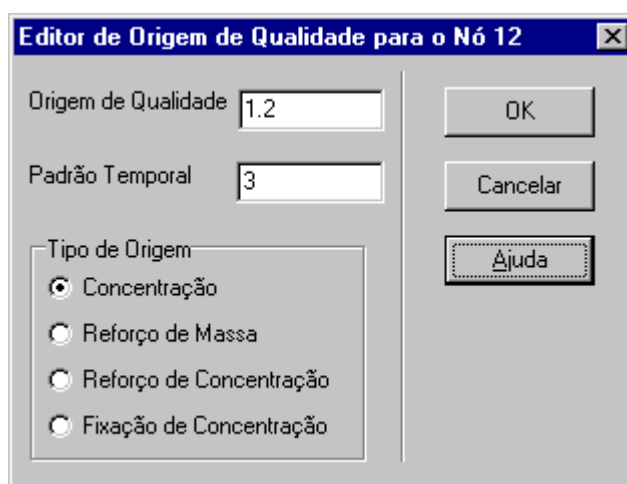 Editor de Origem de Qualidade para o Nó 12
Origem de Qualidade 1.2
OK
Padrão Temporal 3
Cancelar
Tipo de Origem
Ajuda
Concentração
Reforço de Massa
Reforço de Concentração
Fixação de Concentração